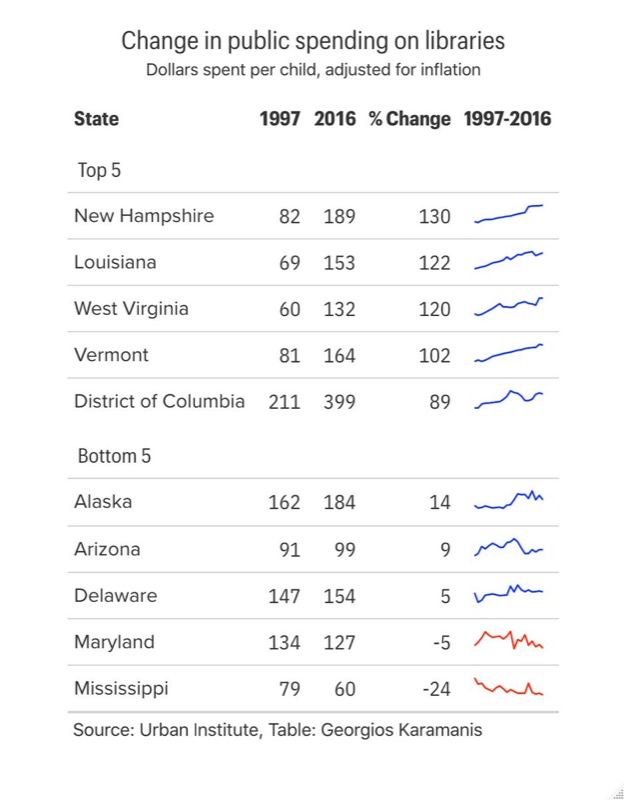 Change in public spending on libraries
Dollars spent per child, adjusted for inflation
State 1997 2016 % Change 1997-2016
Top 5
New Hampshire 82 189 130
Louisiana 69 153 122
West Virginia 60 132 120
Vermont 81 164 102
District of Columbia 211 399 89
Bottom 5
Alaska 162 184 14
Arizona 91 99 9
Delaware 147 154 5
Maryland 134 127 -5
Mississippi 79 60 -24
Source: Urban Institute, Table: Georgios Karamanis